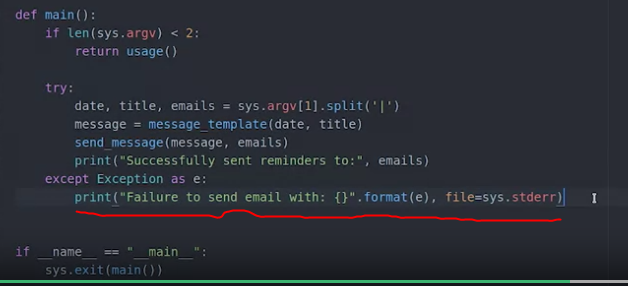 def main():
    if len(sys.argv) < 2:
        return usage()
    try:
        date, title, emails = sys.argv[1].split('|')
        message = message_template(date, title)
        send_message(message, emails)
        print("Successfully sent reminders to:", emails)
    except Exception as e:
        print("Failure to send email with: {}".format(e), file=sys.stderr)
if __name__ == "__main__":
    sys.exit(main())